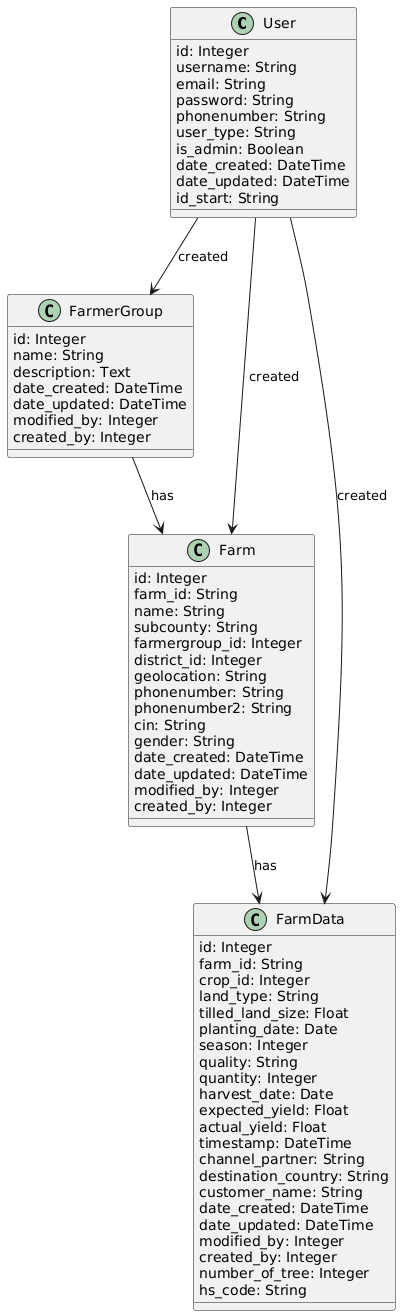 C User
id: Integer
username: String
email: String
password: String
phonenumber: String
user_type: String
is_admin: Boolean
date_created: DateTime
date_updated: DateTime
id_start: String
created
C FarmerGroup
id: Integer
name: String
description: Text
date_created: DateTime
date_updated: DateTime
modified_by: Integer
created_by: Integer
created
created
has
C Farm
id: Integer
farm_id: String
name: String
subcounty: String
farmergroup_id: Integer
district_id: Integer
geolocation: String
phonenumber: String
phonenumber2: String
cin: String
gender: String
date_created: DateTime
date_updated: DateTime
modified_by: Integer
created_by: Integer
has
C FarmData
id: Integer
farm_id: String
crop_id: Integer
land_type: String
tilled_land_size: Float
planting_date: Date
season: Integer
quality: String
quantity: Integer
harvest_date: Date
expected_yield: Float
actual_yield: Float
timestamp: DateTime
channel_partner: String
destination_country: String
customer_name: String
date_created: DateTime
date_updated: DateTime
modified_by: Integer
created_by: Integer
number_of_tree: Integer
hs_code: String